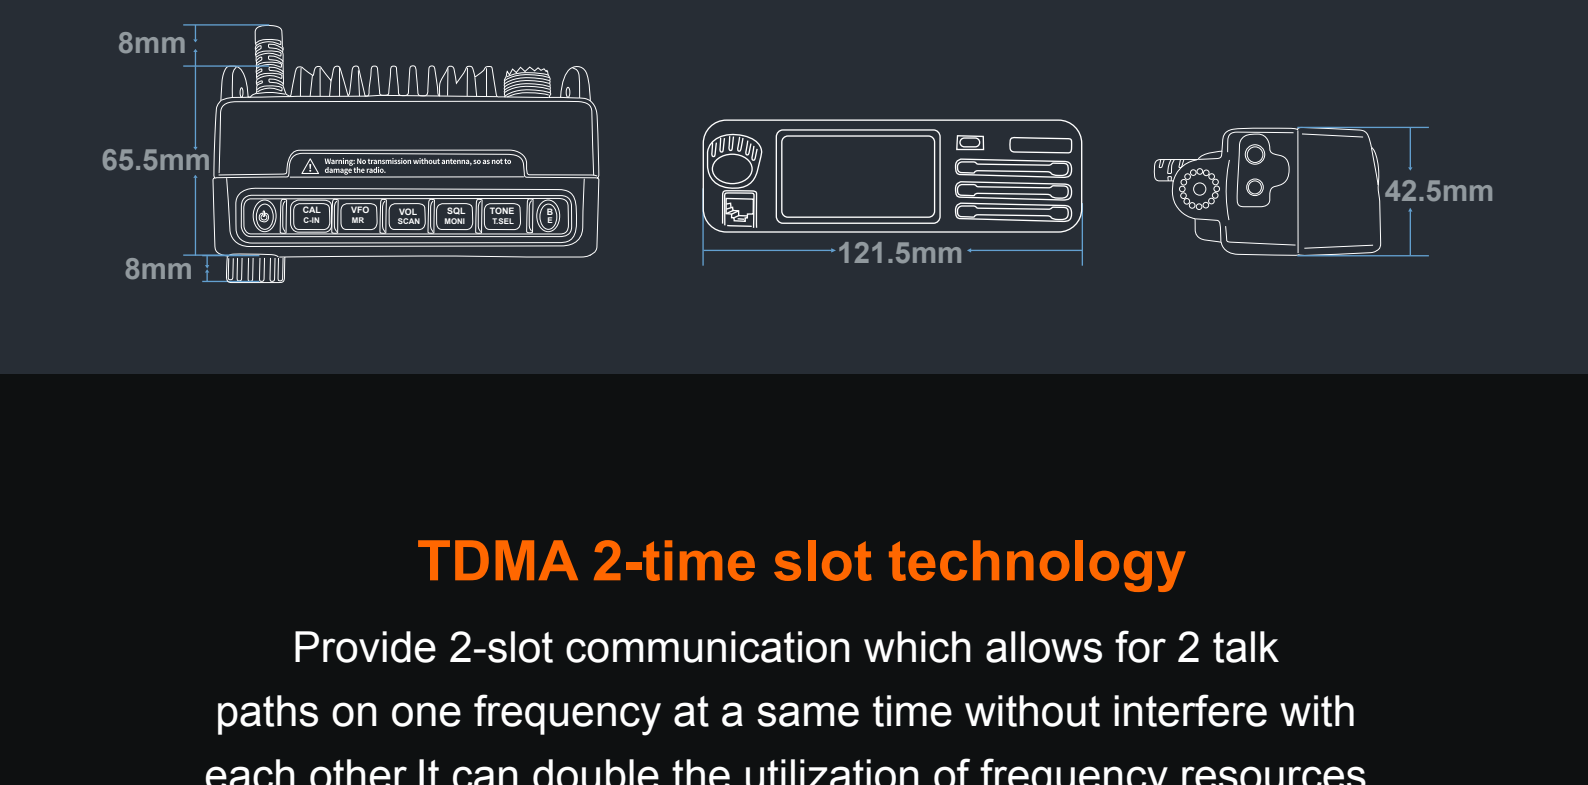 8mm
65.5mm
Warning: No transmission without antenna, so as not to
damage the radio.
CAL
C-IN
VFO
MR
VOL
SCAN
SQL
MONI
TONE
T.SEL
B
E
8mm
121.5mm
42.5mm
TDMA 2-time slot technology
Provide 2-slot communication which allows for 2 talk
paths on one frequency at a same time without interfere with
each other.It can double the utilization of frequency resources